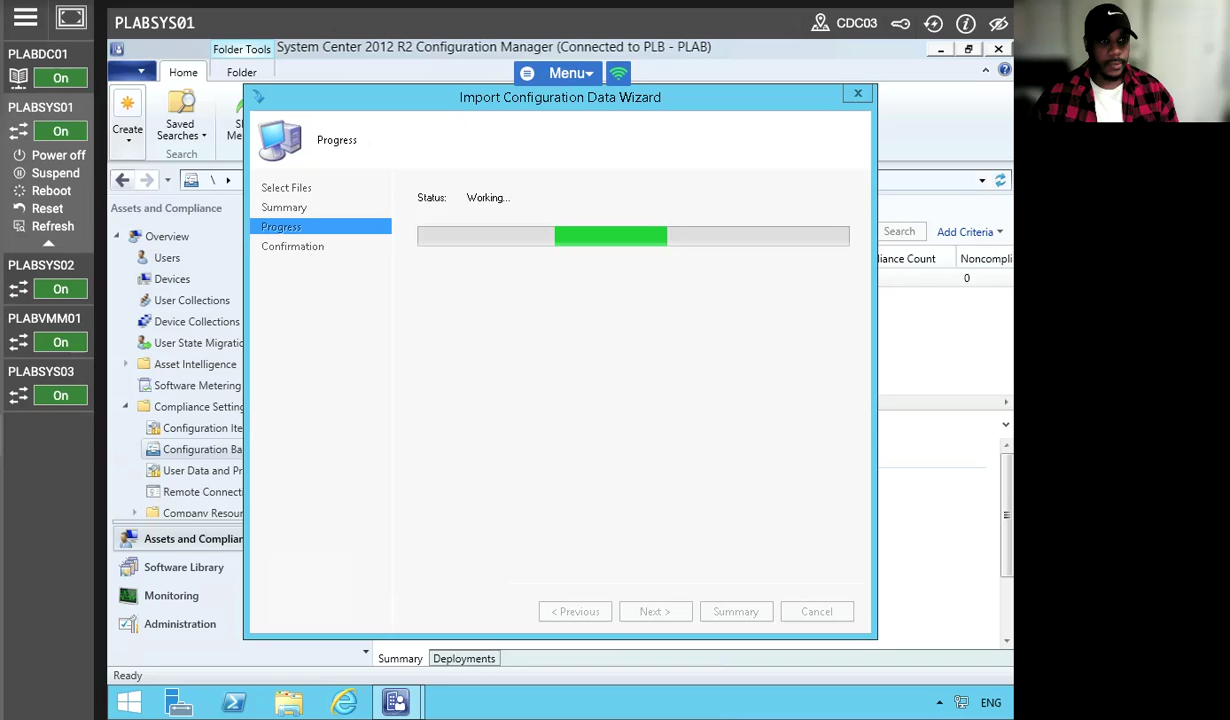 PLABSYS01
CDC03
PLABDC01
On
PLABSYS01
On
Power off
Suspend
Reboot
Reset
Refresh
PLABSYS02
On
PLABVMM01
On
PLABSYS03
On
Folder Tools
System Center 2012 R2 Configuration Manager (Connected to PLB - PLAB)
Home
Folder
Menu
Create
Saved
Searches
Search
Assets and Compliance
Overview
Users
Devices
User Collections
Device Collections
User State Migratio
Asset Intelligence
Software Metering
Compliance Setting
Configuration Ite
Configuration Ba
User Data and Pr
Remote Connecti
Company Resour
Assets and Complian
Software Library
Monitoring
Administration
Import Configuration Data Wizard
Progress
Select Files
Summary
Progress
Confirmation
Status: Working...
< Previous
Next >
Summary
Cancel
Search
Add Criteria
liance Count
Noncompli
0
Summary
Deployments
Ready
ENG